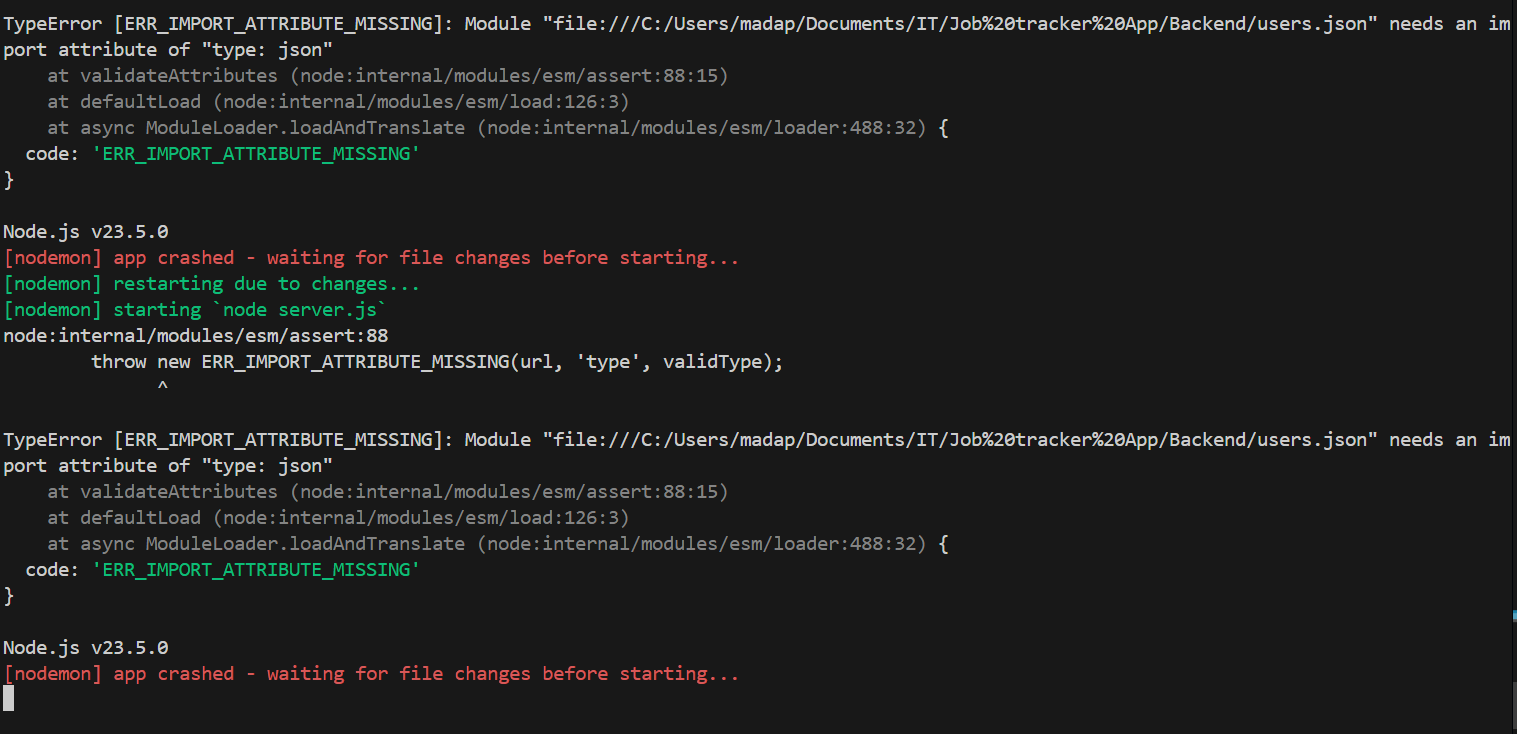 TypeError [ERR_IMPORT_ATTRIBUTE_MISSING]: Module "file:///C:/Users/madap/Documents/IT/Job%20tracker%20App/Backend/users.json" needs an im
port attribute of "type: json"
    at validateAttributes (node:internal/modules/esm/assert:88:15)
    at defaultLoad (node:internal/modules/esm/load:126:3)
    at async ModuleLoader.loadAndTranslate (node:internal/modules/esm/loader:488:32) {
  code: 'ERR_IMPORT_ATTRIBUTE_MISSING'
}

Node.js v23.5.0
[nodemon] app crashed - waiting for file changes before starting...
[nodemon] restarting due to changes...
[nodemon] starting `node server.js`
node:internal/modules/esm/assert:88
        throw new ERR_IMPORT_ATTRIBUTE_MISSING(url, 'type', validType);
              ^

TypeError [ERR_IMPORT_ATTRIBUTE_MISSING]: Module "file:///C:/Users/madap/Documents/IT/Job%20tracker%20App/Backend/users.json" needs an im
port attribute of "type: json"
    at validateAttributes (node:internal/modules/esm/assert:88:15)
    at defaultLoad (node:internal/modules/esm/load:126:3)
    at async ModuleLoader.loadAndTranslate (node:internal/modules/esm/loader:488:32) {
  code: 'ERR_IMPORT_ATTRIBUTE_MISSING'
}

Node.js v23.5.0
[nodemon] app crashed - waiting for file changes before starting...